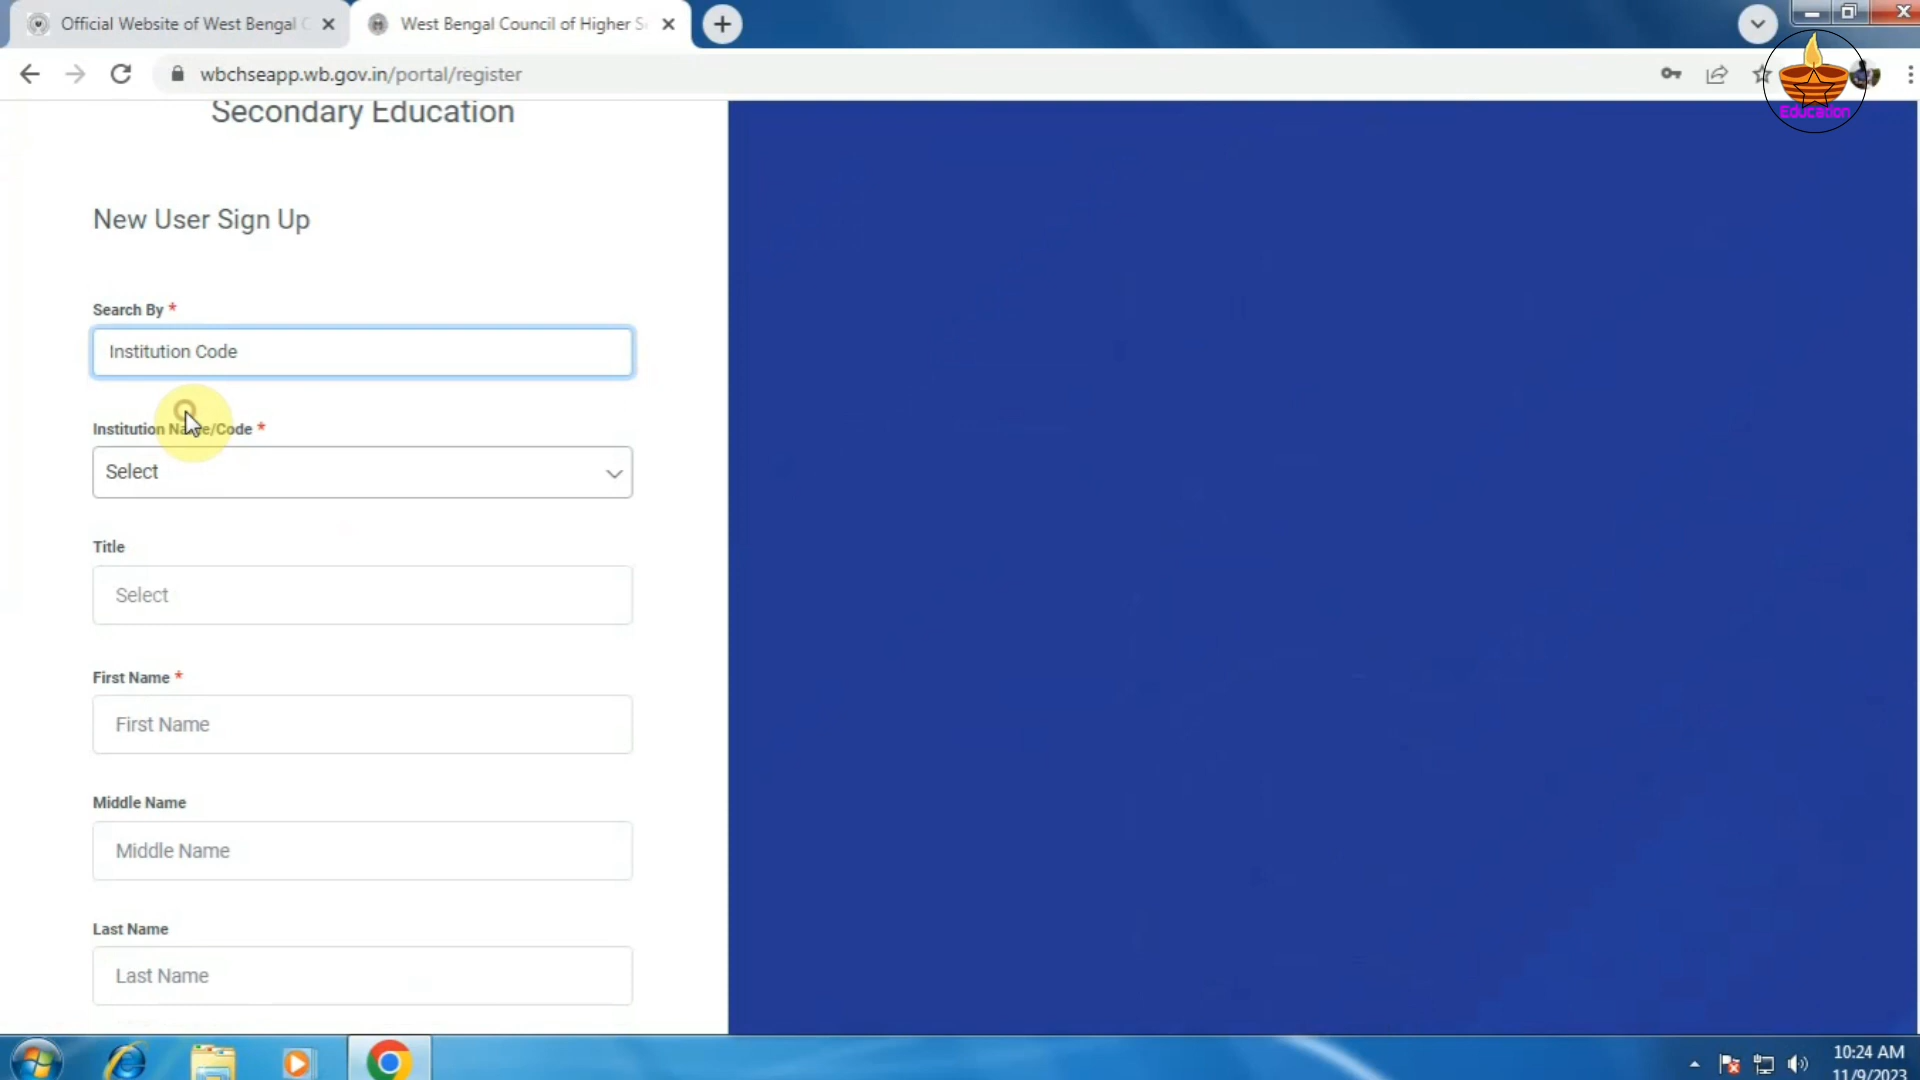 Official Website of West Bengal C
West Bengal Council of Higher S
wbchseapp.wb.gov.in/portal/register
Education
Secondary Education
New User Sign Up
Search By *
Institution Code
Institution Name/Code *
Select
Title
Select
First Name *
First Name
Middle Name
Middle Name
Last Name
Last Name
10:24 AM
11/9/2023